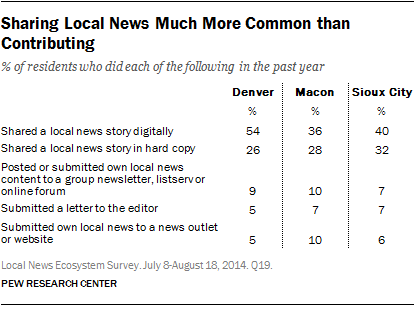 Sharing Local News Much More Common than
Contributing
% of residents who did each of the following in the past year
Denver Macon Sioux City
% % %
Shared a local news story digitally 54 36 40
Shared a local news story in hard copy 26 28 32
Posted or submitted own local news
content to a group newsletter, listserv or
online forum 9 10 7
Submitted a letter to the editor 5 7 7
Submitted own local news to a news outlet
or website 5 10 6
Local News Ecosystem Survey. July 8-August 18, 2014. Q19.
PEW RESEARCH CENTER